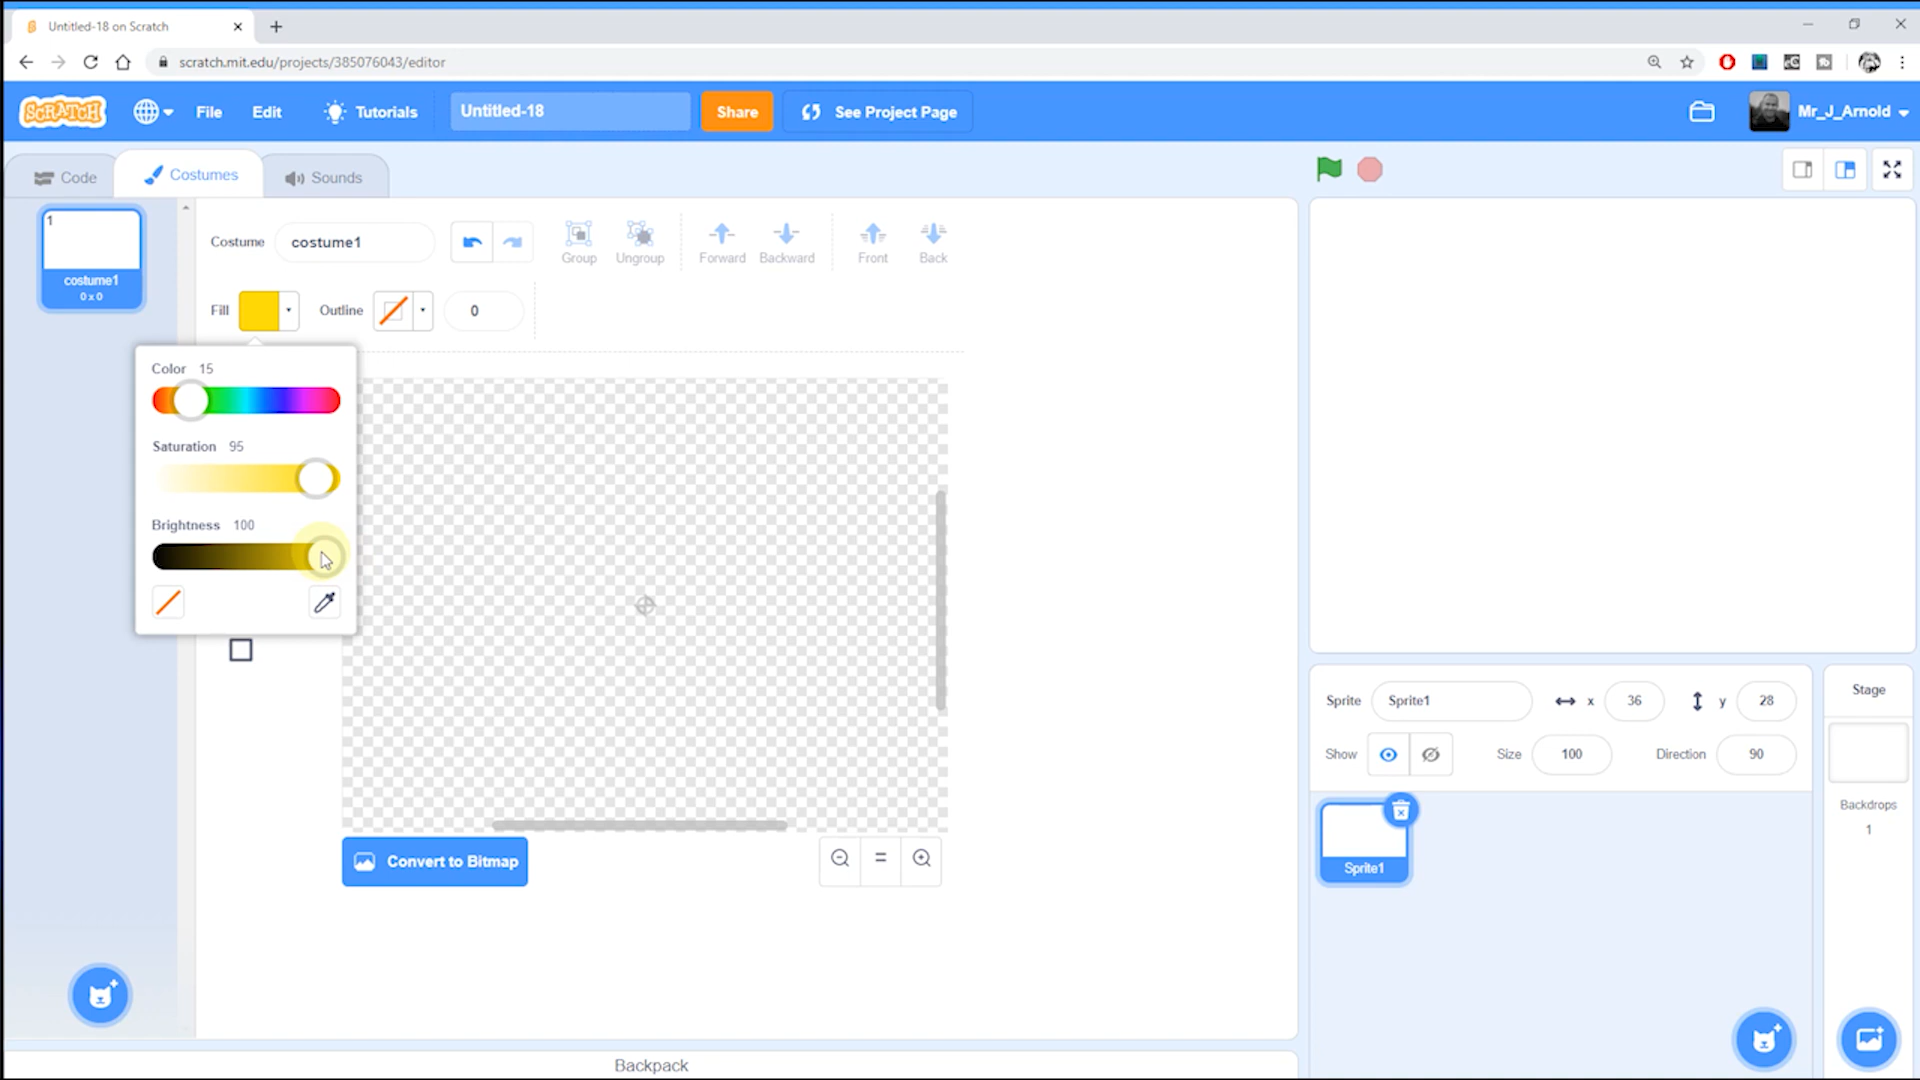 Untitled-18 on Scratch
scratch.mit.edu/projects/385076043/editor
SCRATCH
File
Edit
Tutorials
Untitled-18
Share
See Project Page
Mr_J_Arnold
Code
Costumes
Sounds
1
costume1
0 x 0
Costume
costume1
Group
Ungroup
Forward
Backward
Front
Back
Fill
Outline
0
Color 15
Saturation 95
Brightness 100
Convert to Bitmap
Sprite
Sprite1
x
36
y
28
Show
Size
100
Direction
90
Sprite1
Stage
Backdrops
1
Backpack